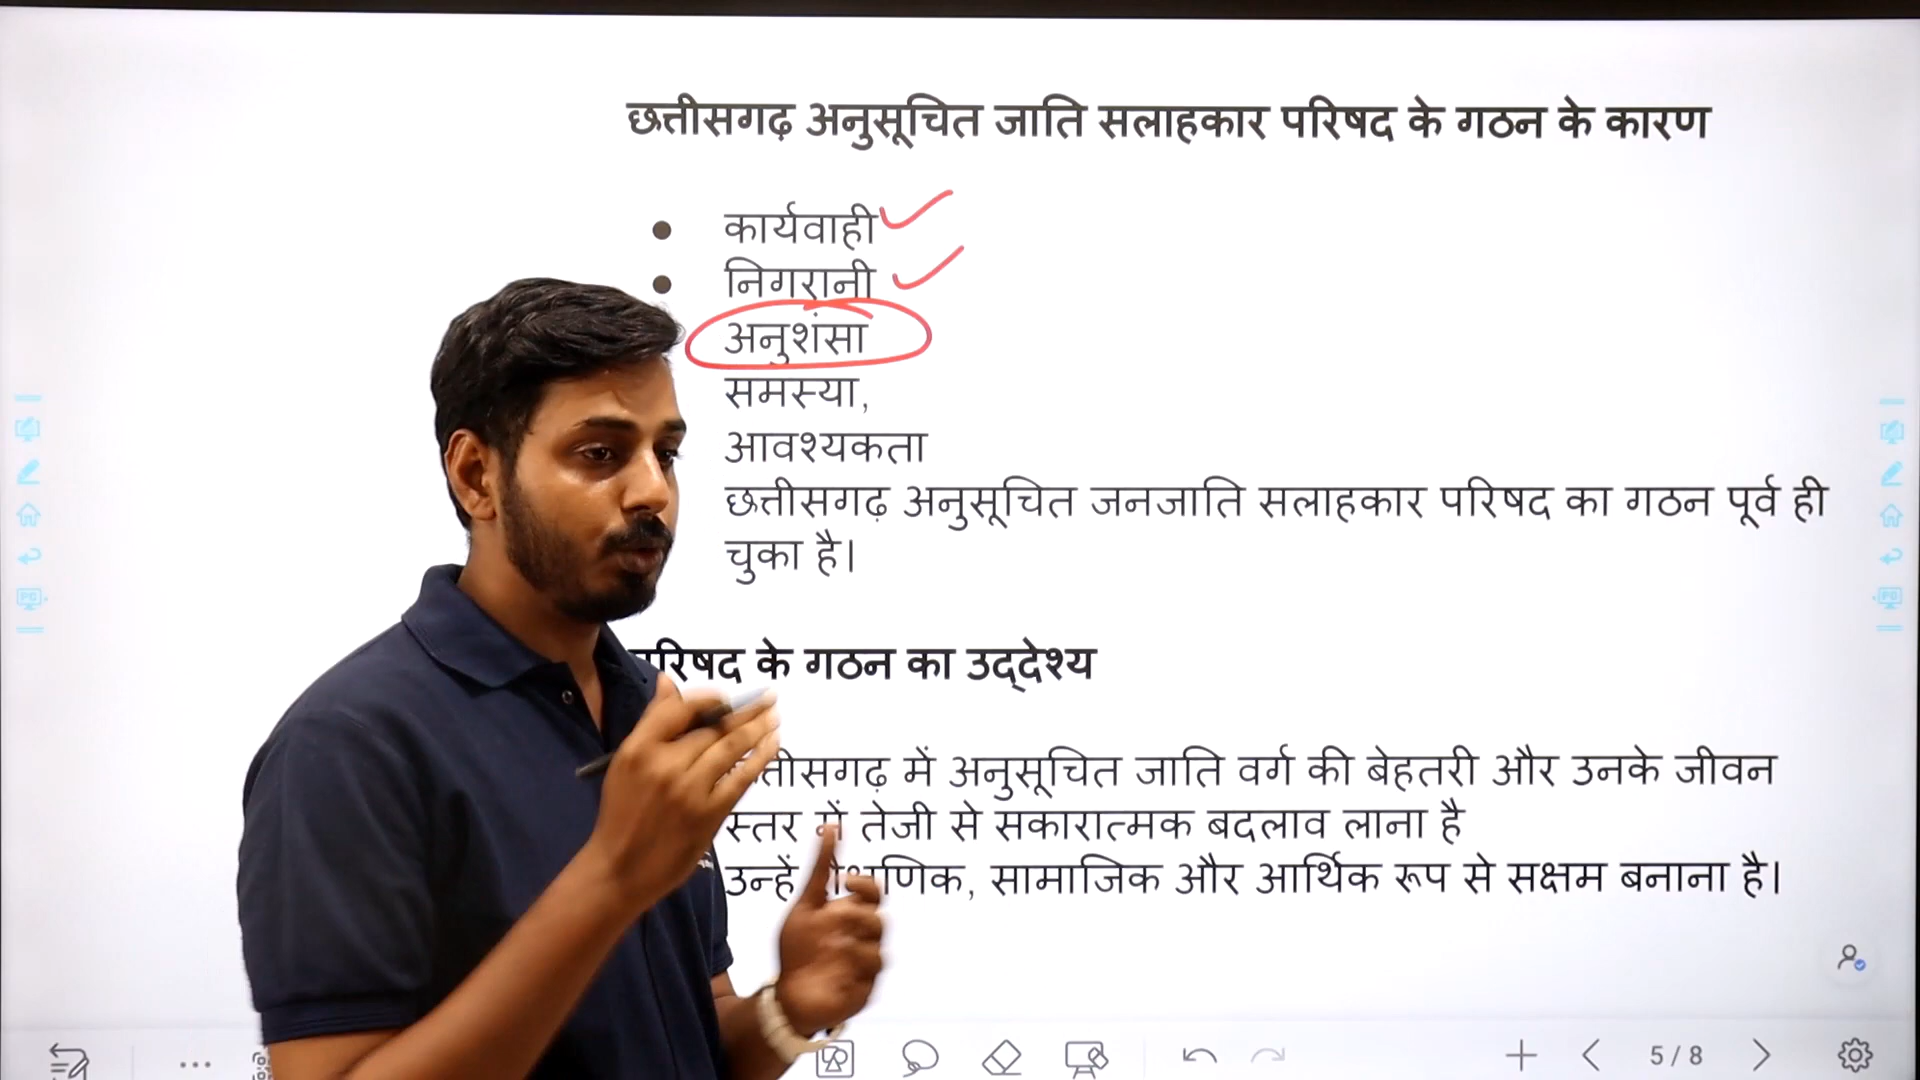 छत्तीसगढ़ अनुसूचित जाति सलाहकार परिषद के गठन के कारण
कार्यवाही
निगरानी
अनुशंसा
समस्या,
आवश्यकता
छत्तीसगढ़ अनुसूचित जनजाति सलाहकार परिषद का गठन पूर्व ही
चुका है।
परिषद के गठन का उद्देश्य
में अनुसूचित जाति वर्ग की बेहतरी और उनके जीवन
स्तर में तेजी से सकारात्मक बदलाव लाना है
उन्हें सामाजिक और आर्थिक रूप से सक्षम बनाना है।
5 / 8